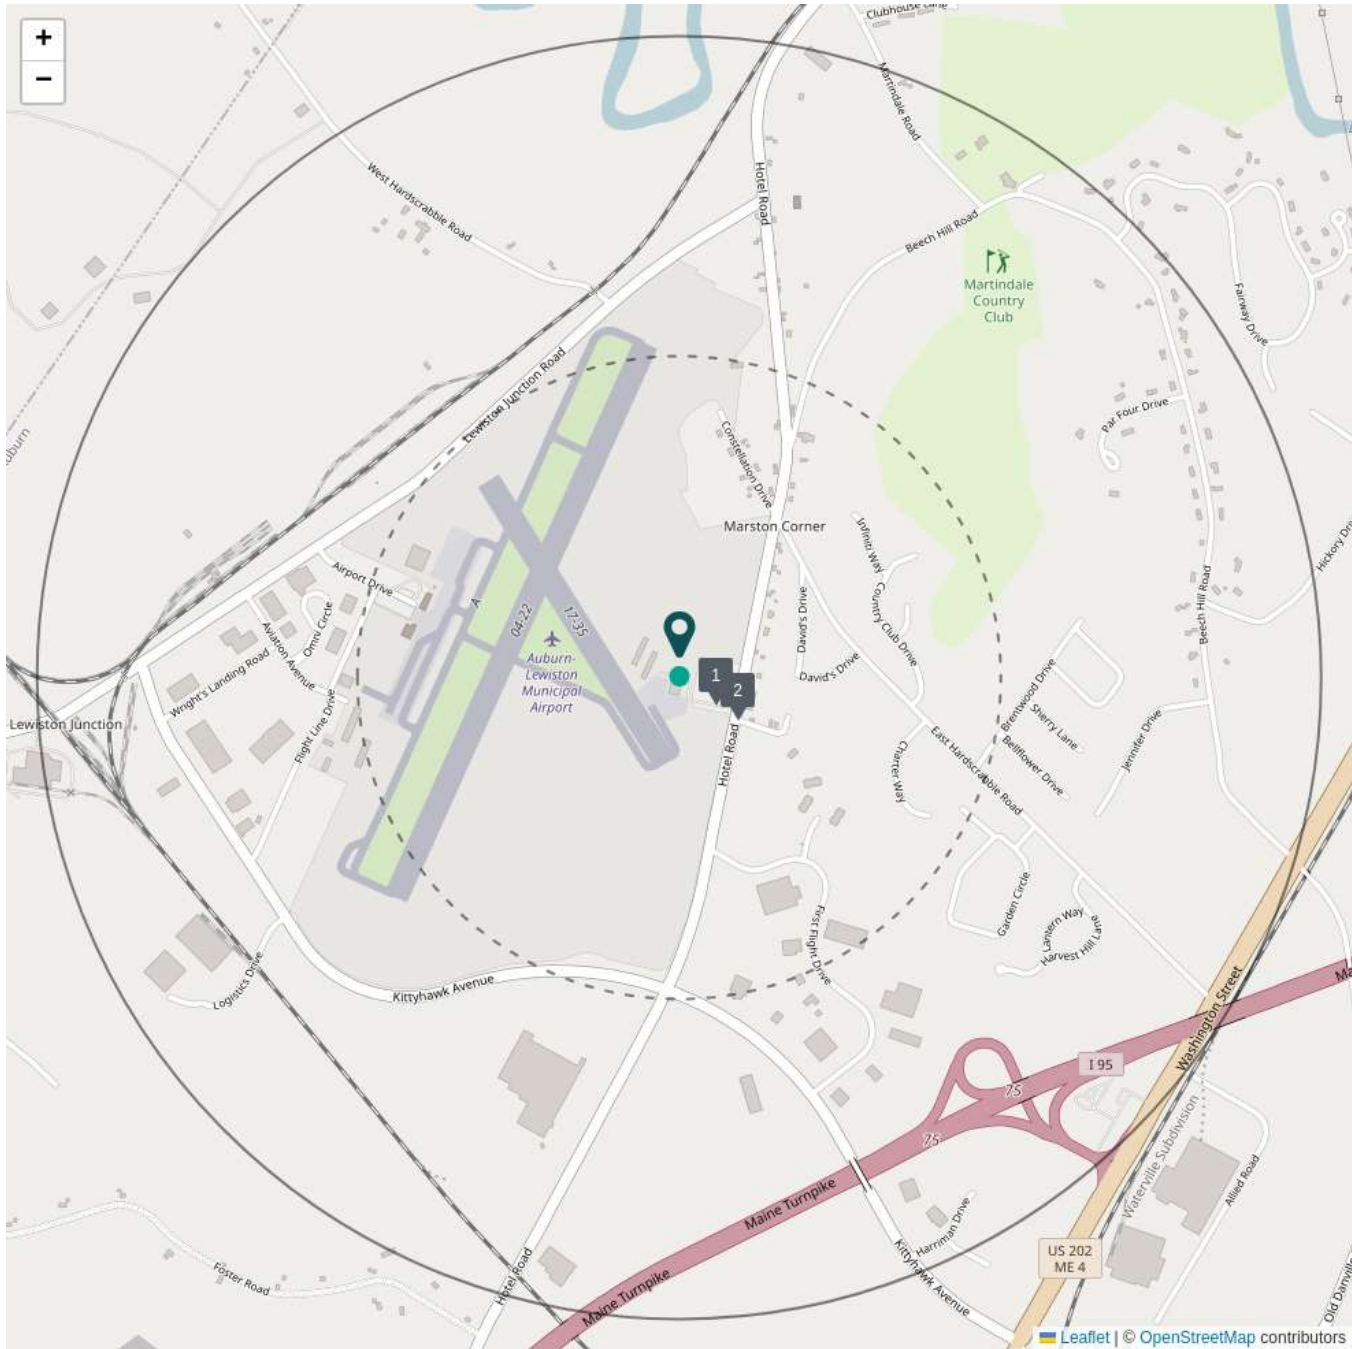 +
−
Clubhouse Lane
Martindale Road
West Hardscrabble Road
Hotel Road
Beech Hill Road
Martindale
Country
Club
Fairway Drive
Lewiston Junction Road
Par Four Drive
oburn
Constellation Drive
Marston Corner
Infiniti Way
Country Club Drive
Hickory Dri
Airport Drive
A
04-22
17-35
David's Drive
Beech Hill Road
Omni Circle
Aviation Avenue
Auburn-
Lewiston
Municipal
Airport
Wright's Landing Road
David's Drive
1
2
Brentwood Drive
Sherry Lane
Bellflower Drive
Jennifer Drive
Lewiston Junction
Flight Line Drive
Hotel Road
Charter Way
East Hardscrabble Road
Garden Circle
Lantern Way
Harvest Hill Lane
First Flight Drive
Logistics Drive
Kittyhawk Avenue
Ma
Washington Street
I 95
75
75
Waterville Subdivision
Allied Road
Maine Turnpike
Harriman Drive
Kittyhawk Avenue
US 202
ME 4
Foster Road
Hotel Road
Maine Turnpike
Old Danville
Leaflet | © OpenStreetMap contributors